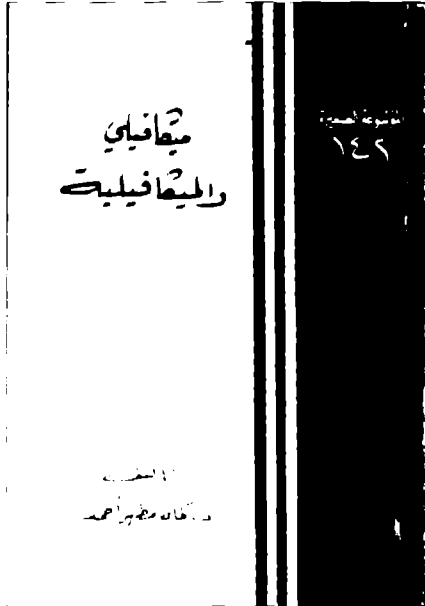 الموسوعة الصغيرة
١٤٢
ميكافيلي
والميكافيلية
د. كمال مظهر أحمد